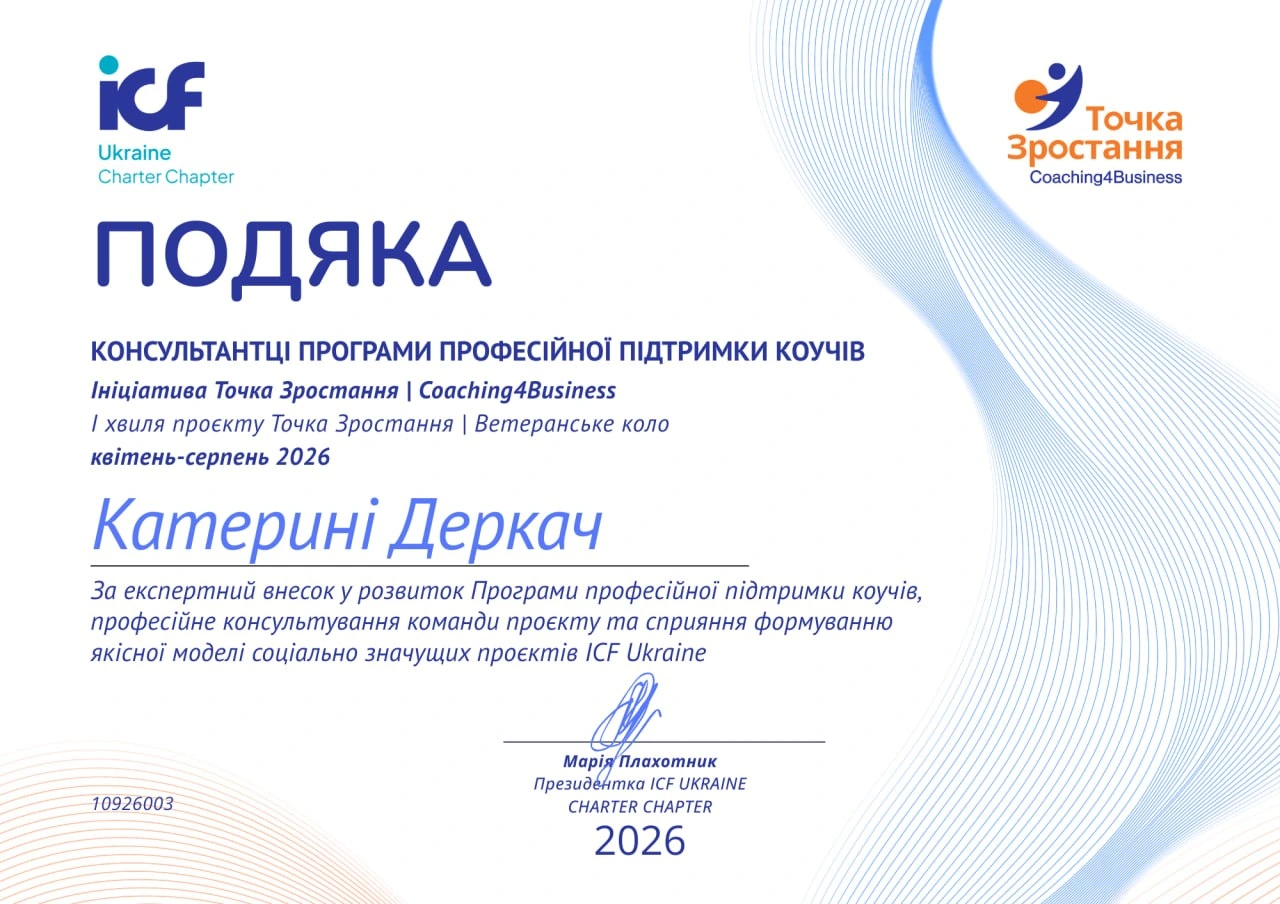 icf
Ukraine
Charter Chapter
Точка
Зростання
Coaching4Business
ПОДЯКА
КОНСУЛЬТАНТЦІ ПРОГРАМИ ПРОФЕСІЙНОЇ ПІДТРИМКИ КОУЧІВ
Ініціатива Точка Зростання | Coaching4Business
І хвиля проєкту Точка Зростання | Ветеранське коло
квітень-серпень 2026
Катерині Деркач
За експертний внесок у розвиток Програми професійної підтримки коучів,
професійне консультування команди проєкту та сприяння формуванню
якісної моделі соціально значущих проєктів ICF Ukraine
Марія Плахотник
Президентка ICF UKRAINE
CHARTER CHAPTER
10926003
2026